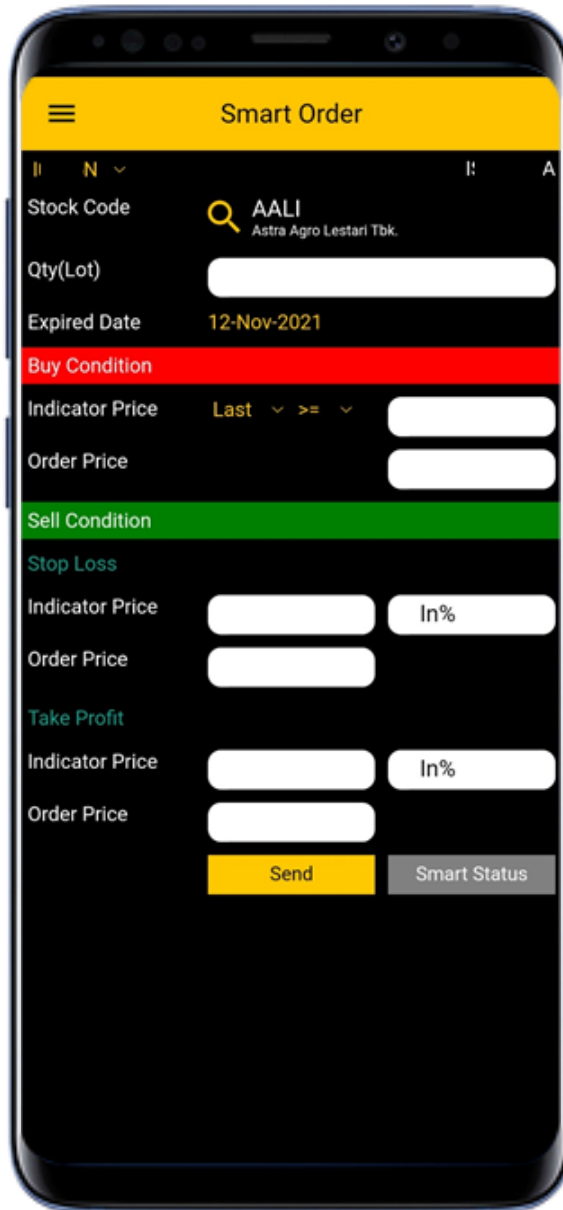 Smart Order
N
Stock Code AALI
Astra Agro Lestari Tbk.
Qty(Lot)
Expired Date 12-Nov-2021
Buy Condition
Indicator Price Last >=
Order Price
Sell Condition
Stop Loss
Indicator Price In%
Order Price
Take Profit
Indicator Price In%
Order Price
Send Smart Status